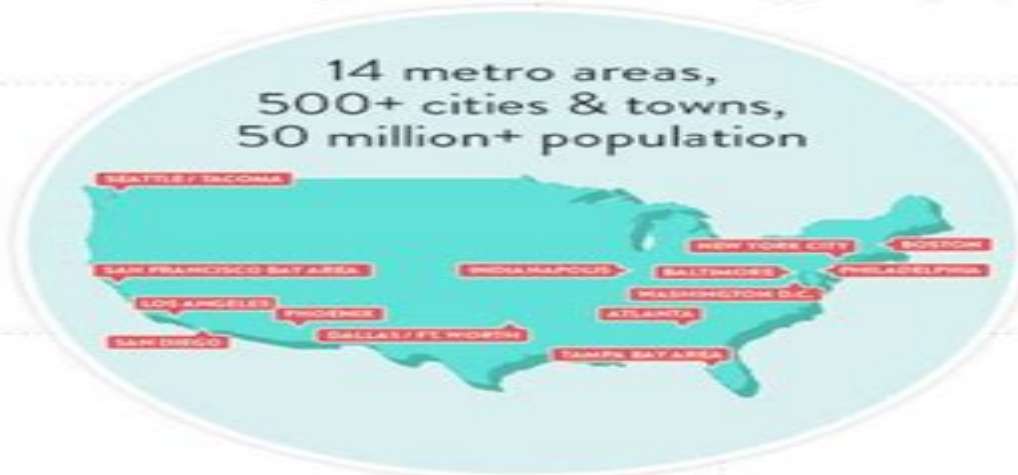 14 metro areas,
500+ cities & towns,
50 million+ population
SEATTLE / TACOMA
NEW YORK CITY
BOSTON
SAN FRANCISCO BAY AREA
INDIANAPOLIS
BALTIMORE
PHILADELPHIA
WASHINGTON D.C.
LOS ANGELES
PHOENIX
ATLANTA
DALLAS / FT. WORTH
SAN DIEGO
TAMPA BAY AREA